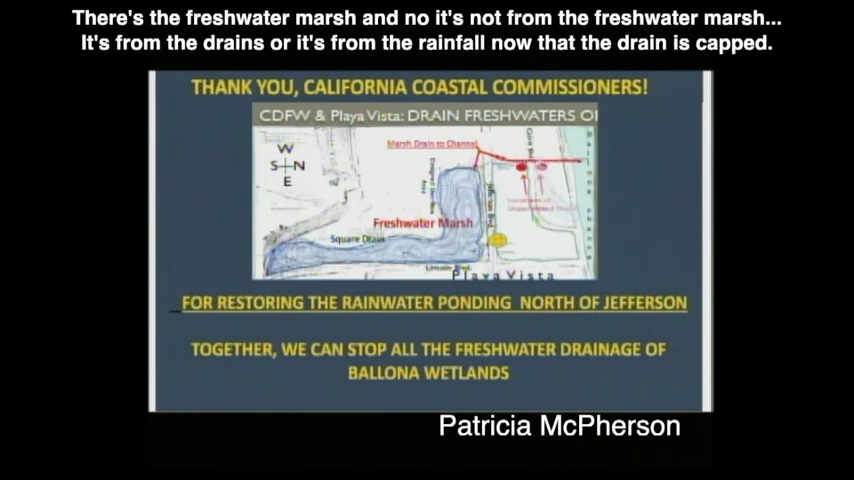 There's the freshwater marsh and no it's not from the freshwater marsh...
It's from the drains or it's from the rainfall now that the drain is capped.
THANK YOU, CALIFORNIA COASTAL COMMISSIONERS!
CDFW & Playa Vista: DRAIN FRESHWATERS OF
Marsh Drain to Channel
W
S N
E
Freshwater Marsh
Square Drain
Lincoln Blvd.
Playa Vista
FOR RESTORING THE RAINWATER PONDING NORTH OF JEFFERSON
TOGETHER, WE CAN STOP ALL THE FRESHWATER DRAINAGE OF
BALLONA WETLANDS
Patricia McPherson